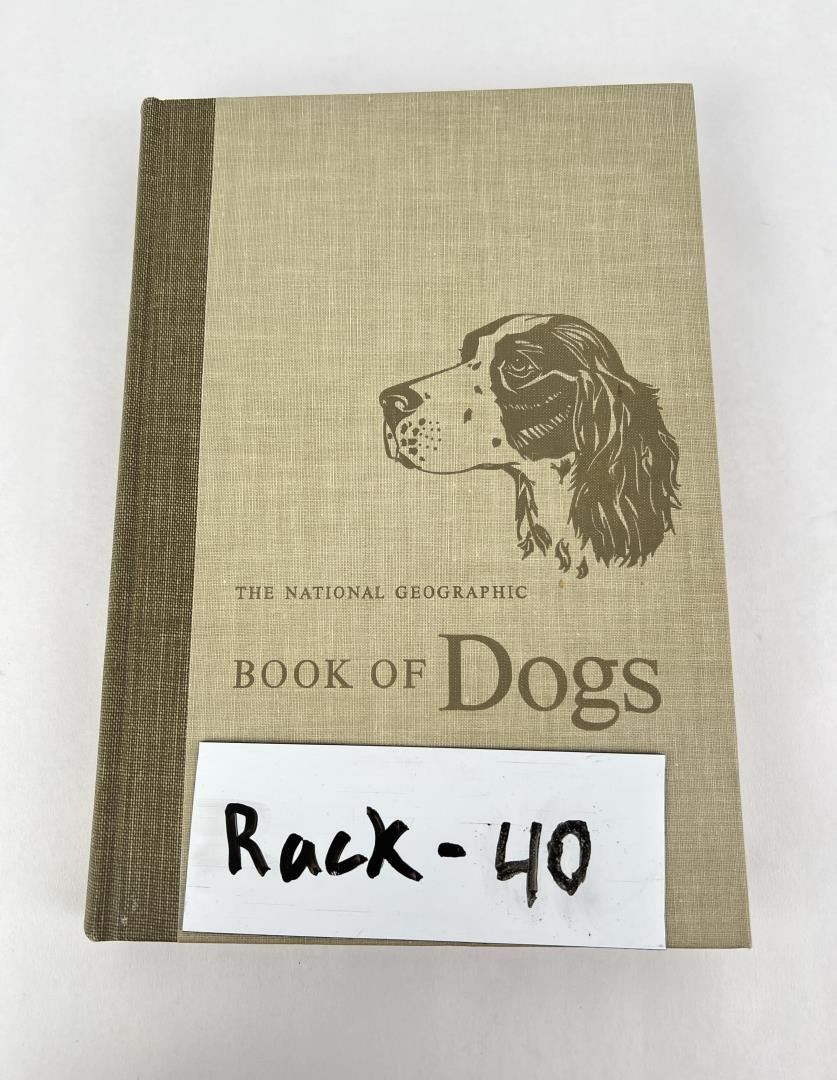 THE NATIONAL GEOGRAPHIC
BOOK OF Dogs
Rack - 40